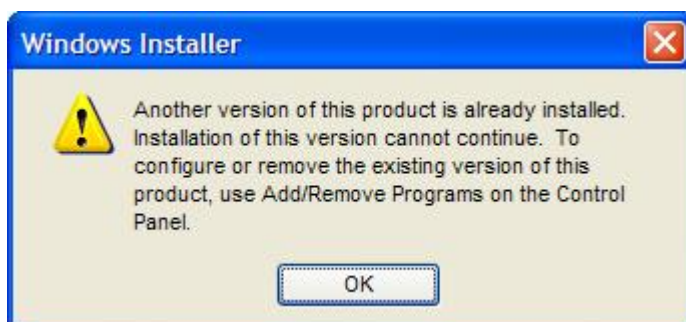 Windows Installer
Another version of this product is already installed.
Installation of this version cannot continue. To
configure or remove the existing version of this
product, use Add/Remove Programs on the Control
Panel.
OK